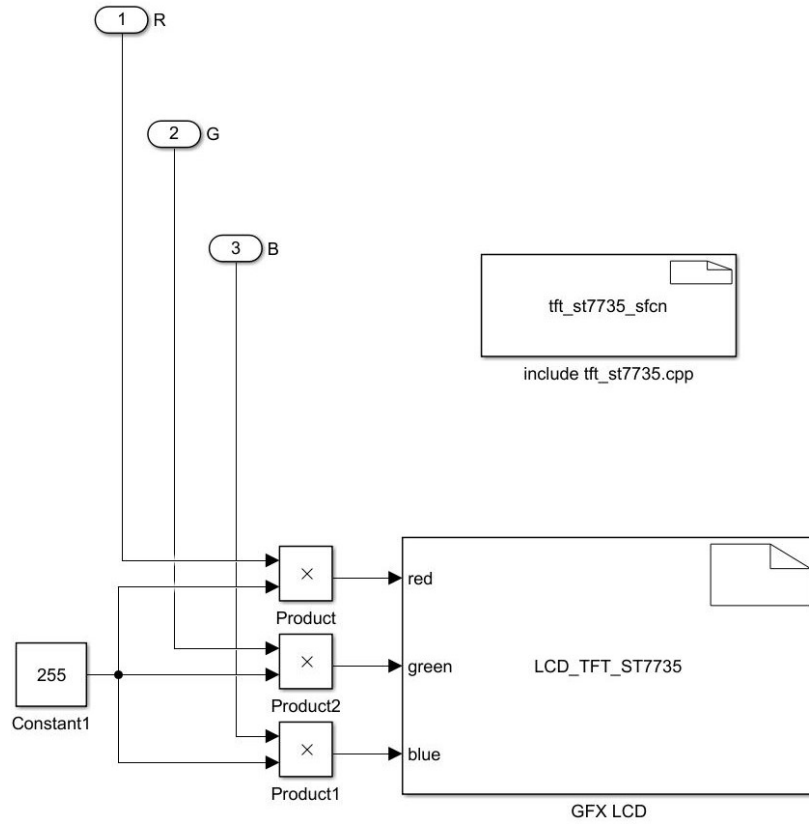 1 R
2 G
3 B
tft_st7735_sfcn
include tft_st7735.cpp
×
red
Product
255
Constant1
×
green
LCD_TFT_ST7735
Product2
×
blue
Product1
GFX LCD